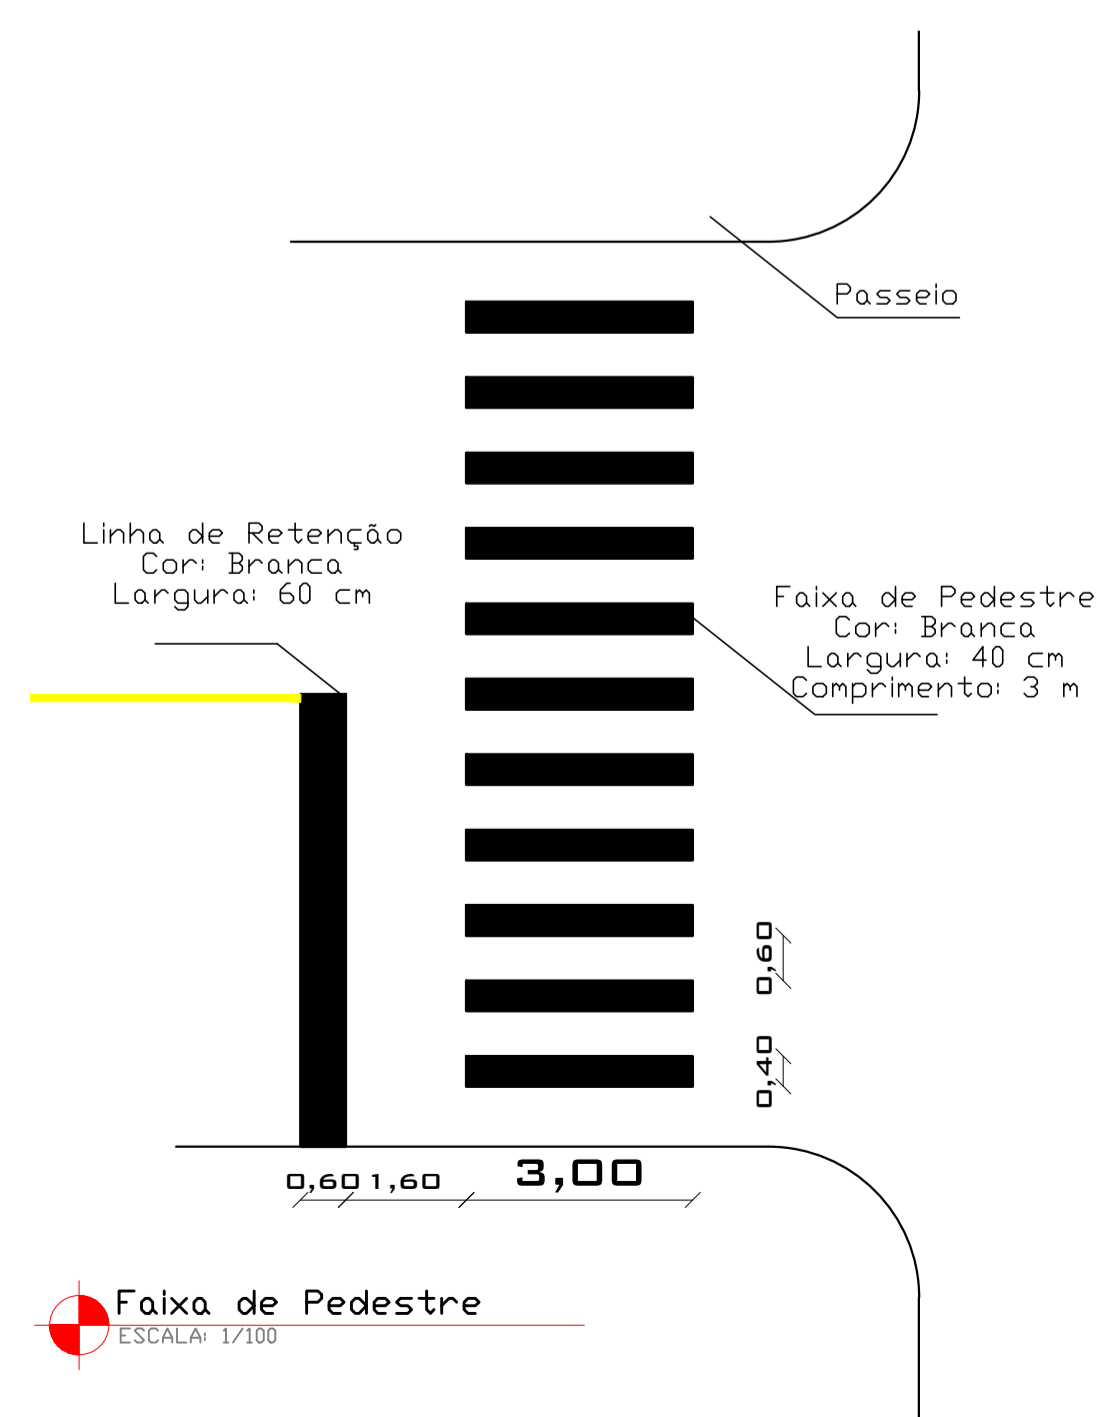 Passeio
Linha de Retenção
Cor: Branca
Largura: 60 cm
Faixa de Pedestre
Cor: Branca
Largura: 40 cm
Comprimento: 3 m
0,60
0,40
0,60 1,60 3,00
Faixa de Pedestre
ESCALA: 1/100